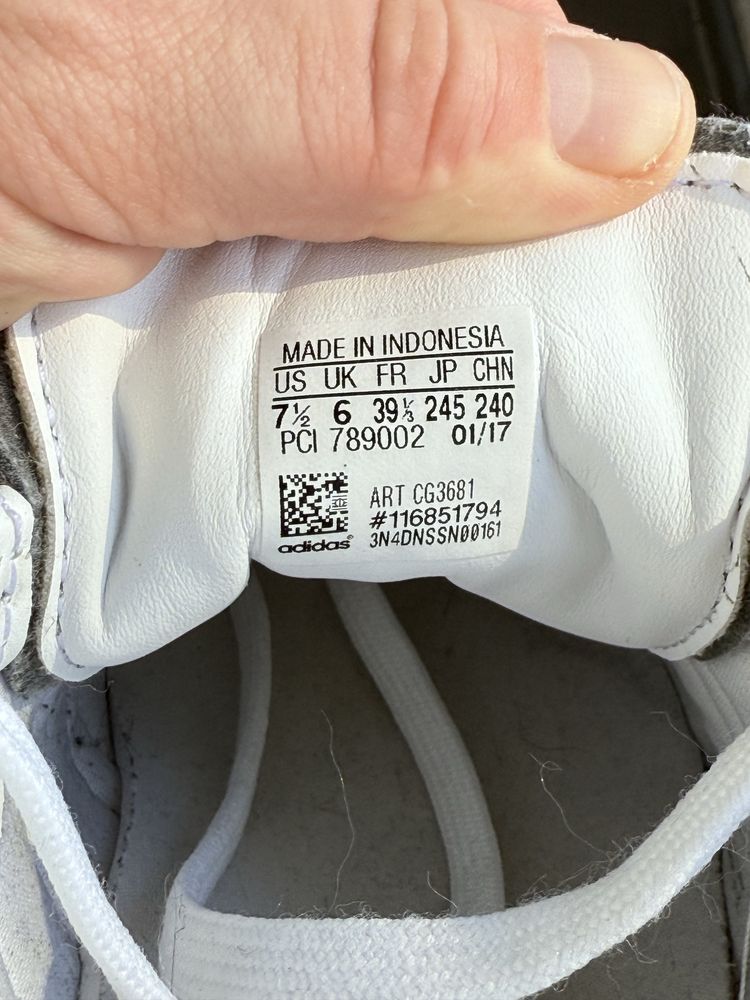 MADE IN INDONESIA
US UK FR JP CHN
7½ 6 39⅓ 245 240
PCI 789002 01/17
ART CG3681
#116851794
adidas 3N4DNSSN00161